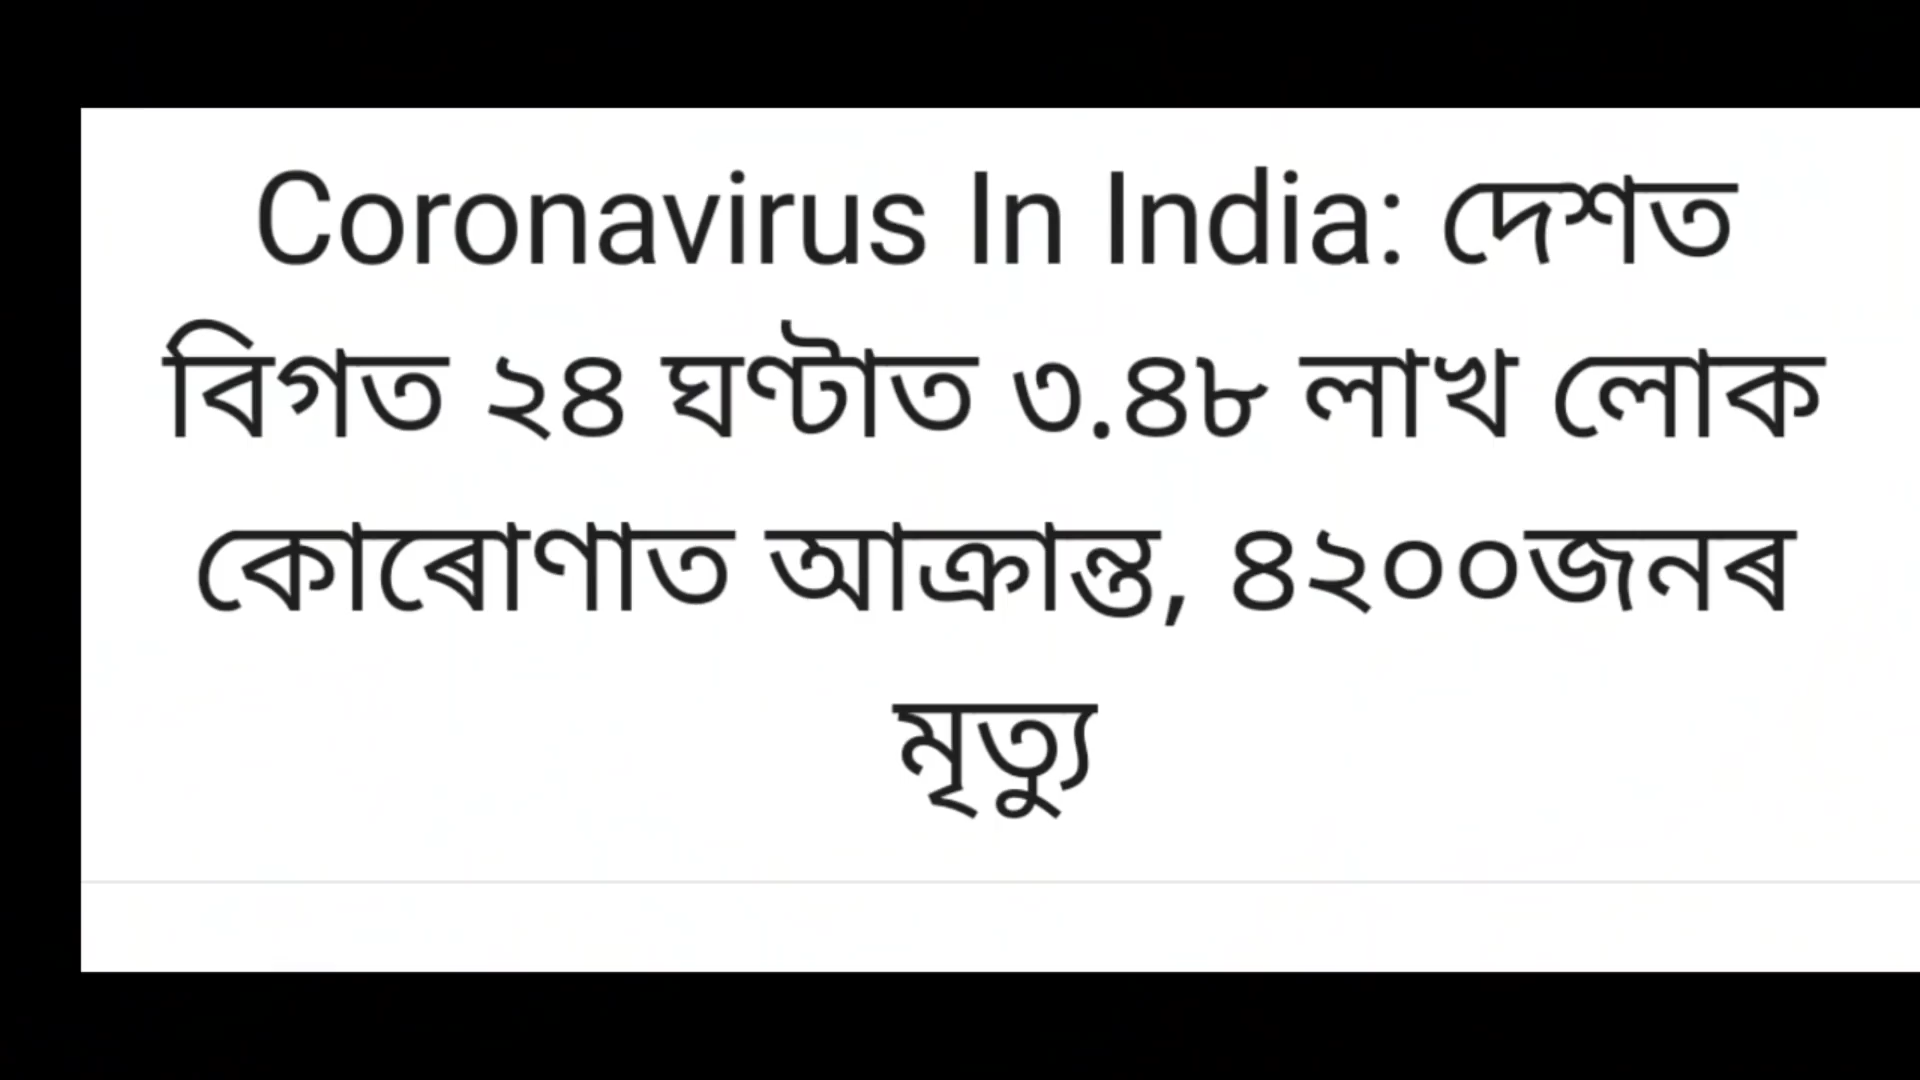 Coronavirus In India: দেশত
বিগত ২৪ ঘণ্টাত ৩.৪৮ লাখ লোক
কোৰোণাত আক্ৰান্ত, ৪২০০জনৰ
মৃত্যু